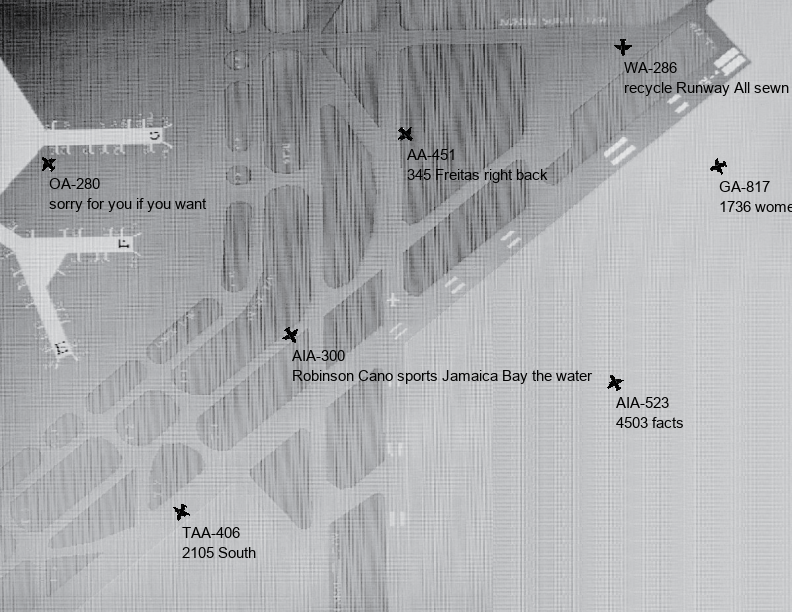 WA-286
recycle Runway All sewn
AA-451
345 Freitas right back
OA-280
sorry for you if you want
GA-817
1736 wome
AIA-300
Robinson Cano sports Jamaica Bay the water
AIA-523
4503 facts
TAA-406
2105 South